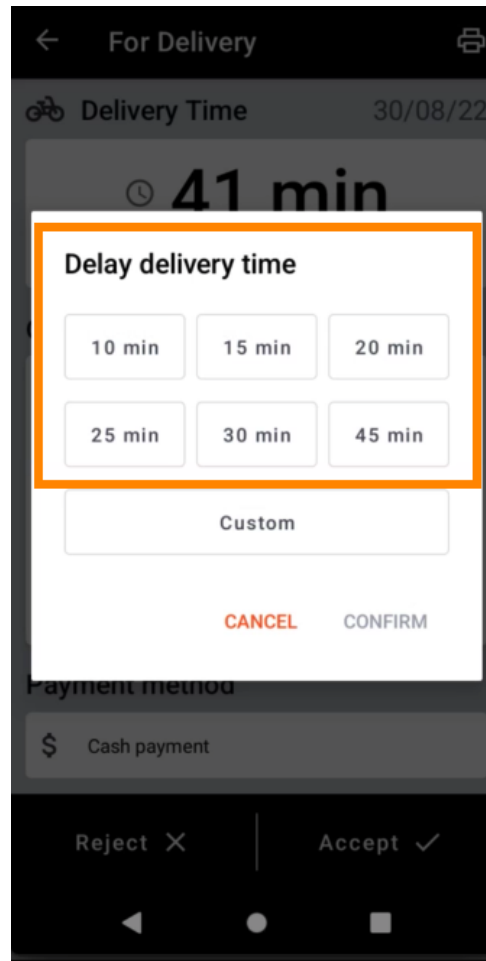 For Delivery
Delivery Time 30/08/22
41 min
Delay delivery time
10 min 15 min 20 min
25 min 30 min 45 min
Custom
CANCEL CONFIRM
Payment method
$ Cash payment
Reject Accept